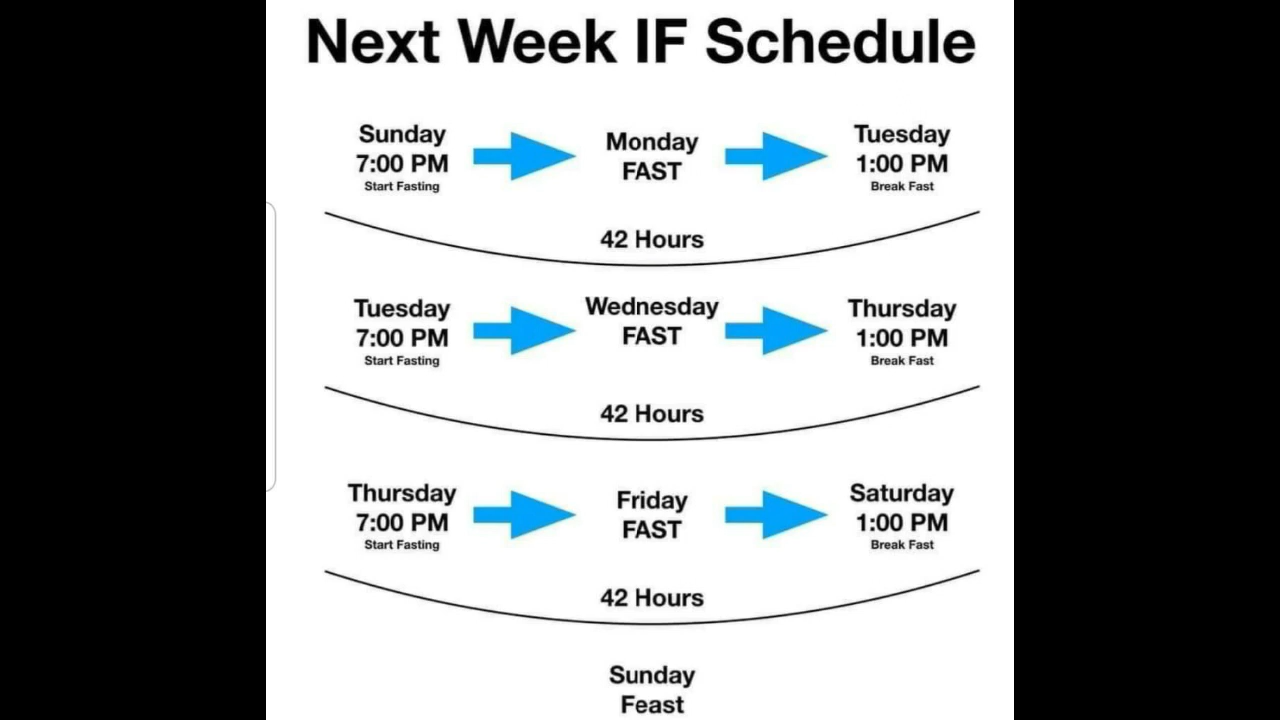 Next Week IF Schedule
Sunday
7:00 PM
Start Fasting
Monday
FAST
Tuesday
1:00 PM
Break Fast
42 Hours
Tuesday
7:00 PM
Start Fasting
Wednesday
FAST
Thursday
1:00 PM
Break Fast
42 Hours
Thursday
7:00 PM
Start Fasting
Friday
FAST
Saturday
1:00 PM
Break Fast
42 Hours
Sunday
Feast